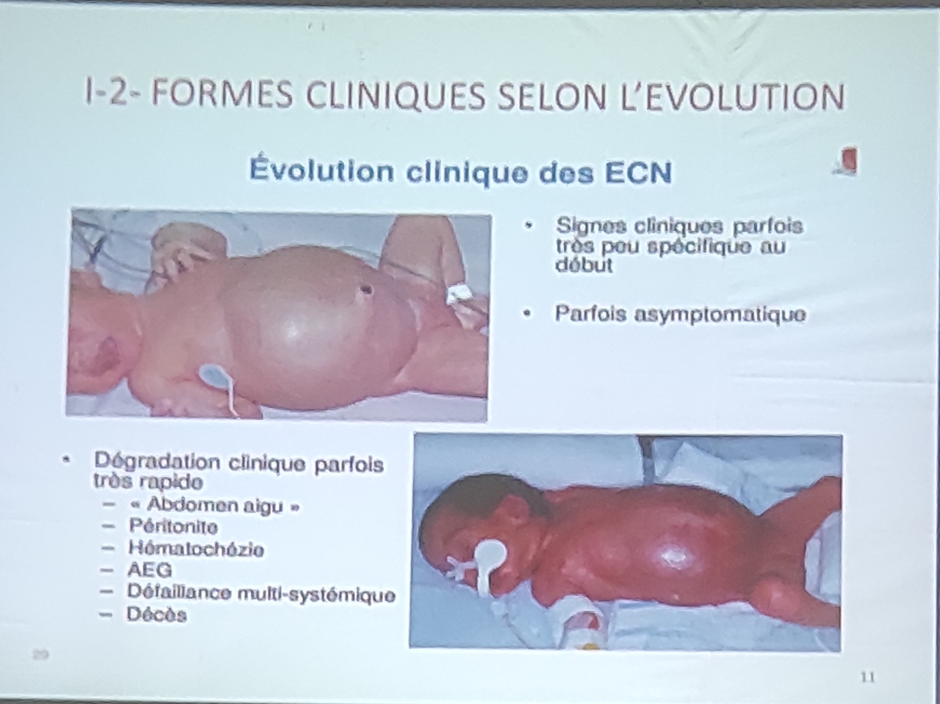 I-2- FORMES CLINIQUES SELON L'EVOLUTION
Évolution clinique des ECN
• Signes cliniques parfois
très peu spécifique au
début
• Parfois asymptomatique
• Dégradation clinique parfois
très rapide
– « Abdomen aigu »
– Péritonite
– Hématochézie
– AEG
– Défaillance multi-systémique
– Décès
29
11